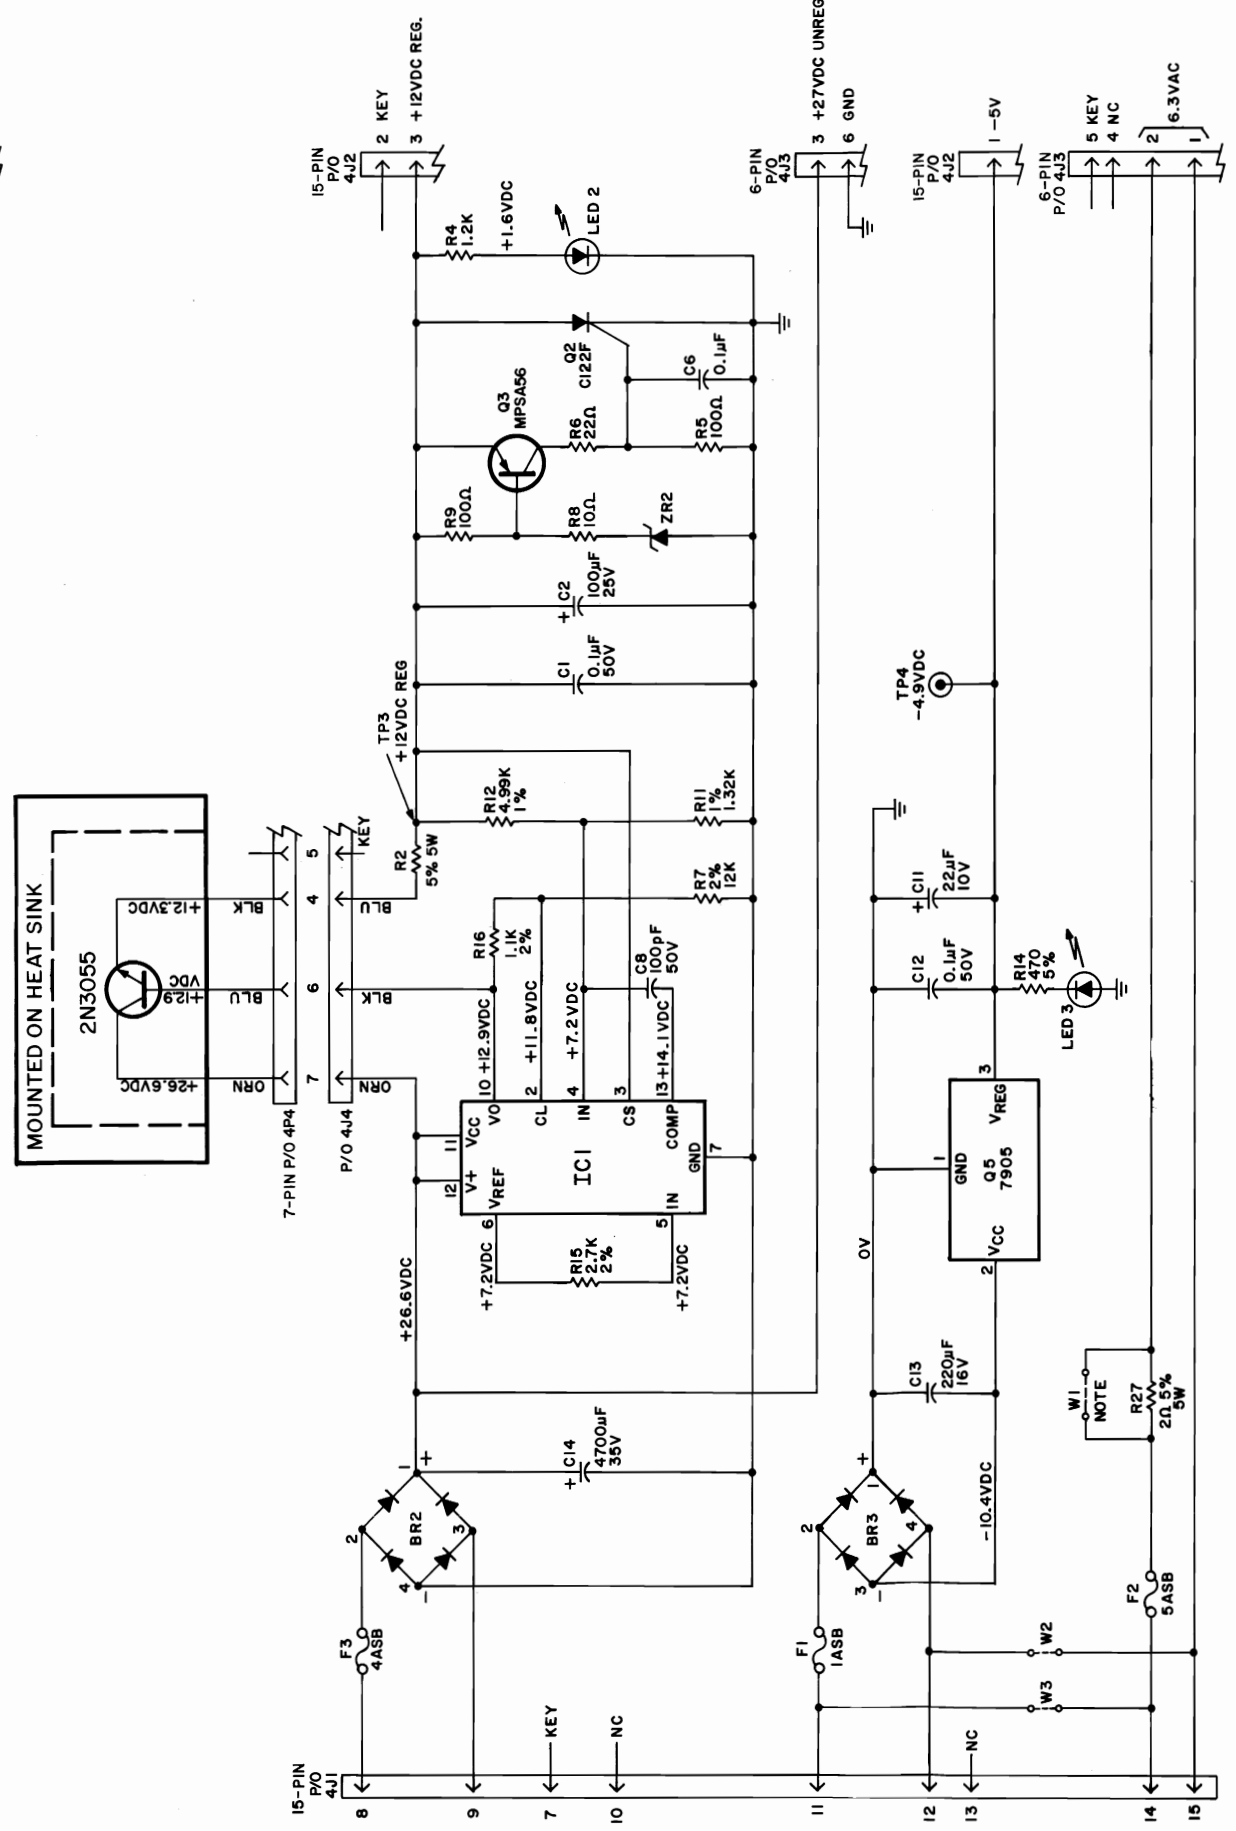 MOUNTED ON HEAT SINK
2N3055
+26.6VDC
+12.9
VDC
+12.3VDC
ORN
BLU
BLK
7-PIN P/O 4P4
7
6
4
5
P/O 4J4
ORN
BLK
BLU
KEY
15-PIN
P/O
4J1
8
9
7
10
11
12
13
14
15
KEY
NC
NC
F3
4ASB
BR2
1
2
3
4
+
-
+ C14
4700µF
35V
+26.6VDC
12
11
V+
VCC
6
VREF
IC1
5
IN
GND
7
10
VO
2
CL
4
IN
3
CS
13
COMP
+7.2VDC
R15
2.7K
2%
+7.2VDC
+12.9VDC
+11.8VDC
+7.2VDC
+14.1VDC
R16
1.1K
2%
C8
100pF
50V
R7
2%
12K
R2
5% 5W
TP3
+12VDC REG
R12
4.99K
1%
R11
1%
1.32K
C1
0.1µF
50V
+ C2
100µF
25V
R9
100Ω
R8
10Ω
ZR2
Q3
MPSA56
R6
22Ω
R5
100Ω
Q2
C122F
C6
0.1µF
R4
1.2K
+1.6VDC
LED 2
15-PIN
P/O
4J2
2 KEY
3 +12VDC REG.
6-PIN
P/O
4J3
3 +27VDC UNREG
6 GND
F1
1ASB
BR3
1
2
3
4
+
-
-10.4VDC
C13
220µF
16V
0V
1
GND
Q5
7905
2
VCC
3
VREG
C12
0.1µF
50V
+ C11
22µF
10V
R14
470
5%
LED 3
TP4
-4.9VDC
15-PIN
P/O
4J2
1 -5V
W3
W2
F2
5ASB
W1
NOTE
R27
2Ω 5%
5W
6-PIN
P/O 4J3
5 KEY
4 NC
2
1
6.3VAC